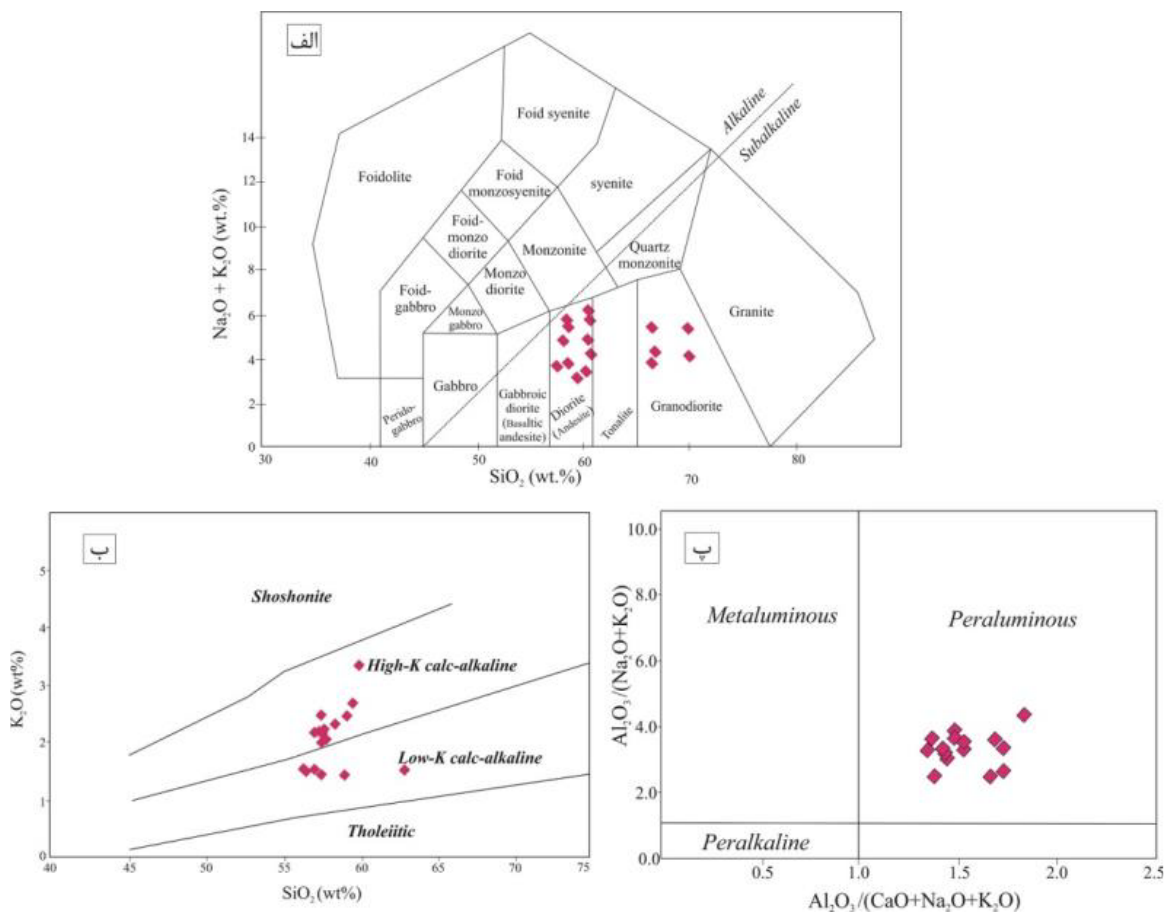 الف
Na₂O + K₂O (wt.%)
14
12
10
8
6
4
2
0
Foidolite
Foid syenite
Foid
monzosyenite
syenite
Alkaline
Subalkaline
Foid-
monzo
diorite
Monzonite
Quartz
monzonite
Foid-
gabbro
Monzo
diorite
Monzo
gabbro
Granite
Perido-
gabbro
Gabbro
Gabbroic
diorite
(Basaltic
andesite)
Diorite
(Andesite)
Tonalite
Granodiorite
30
40
50
60
70
80
SiO₂ (wt.%)
ب
K₂O (wt%)
5
4
3
2
1
0
Shoshonite
High-K calc-alkaline
Low-K calc-alkaline
Tholeiitic
40
45
50
55
60
65
70
75
SiO₂ (wt%)
پ
Al₂O₃/(Na₂O+K₂O)
10.0
8.0
6.0
4.0
2.0
0.0
Metaluminous
Peraluminous
Peralkaline
0.5
1.0
1.5
2.0
2.5
Al₂O₃/(CaO+Na₂O+K₂O)